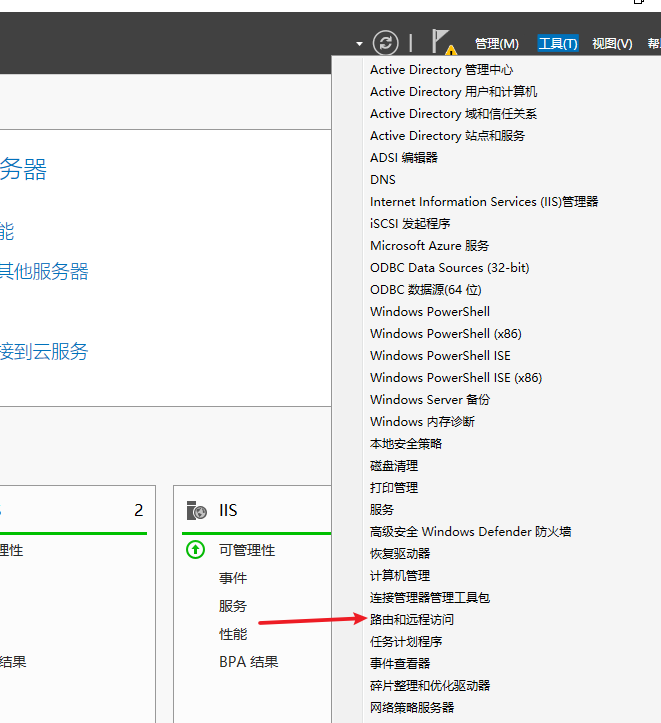 管理(M) 工具(T) 视图(V) 帮
Active Directory 管理中心
Active Directory 用户和计算机
Active Directory 域和信任关系
Active Directory 站点和服务
ADSI 编辑器
DNS
Internet Information Services (IIS)管理器
iSCSI 发起程序
Microsoft Azure 服务
ODBC Data Sources (32-bit)
ODBC 数据源(64 位)
Windows PowerShell
Windows PowerShell (x86)
Windows PowerShell ISE
Windows PowerShell ISE (x86)
Windows Server 备份
Windows 内存诊断
本地安全策略
磁盘清理
打印管理
服务
高级安全 Windows Defender 防火墙
恢复驱动器
计算机管理
连接管理器管理工具包
路由和远程访问
任务计划程序
事件查看器
碎片整理和优化驱动器
网络策略服务器
务器
能
其他服务器
接到云服务
2
理性
结果
IIS
可管理性
事件
服务
性能
BPA 结果